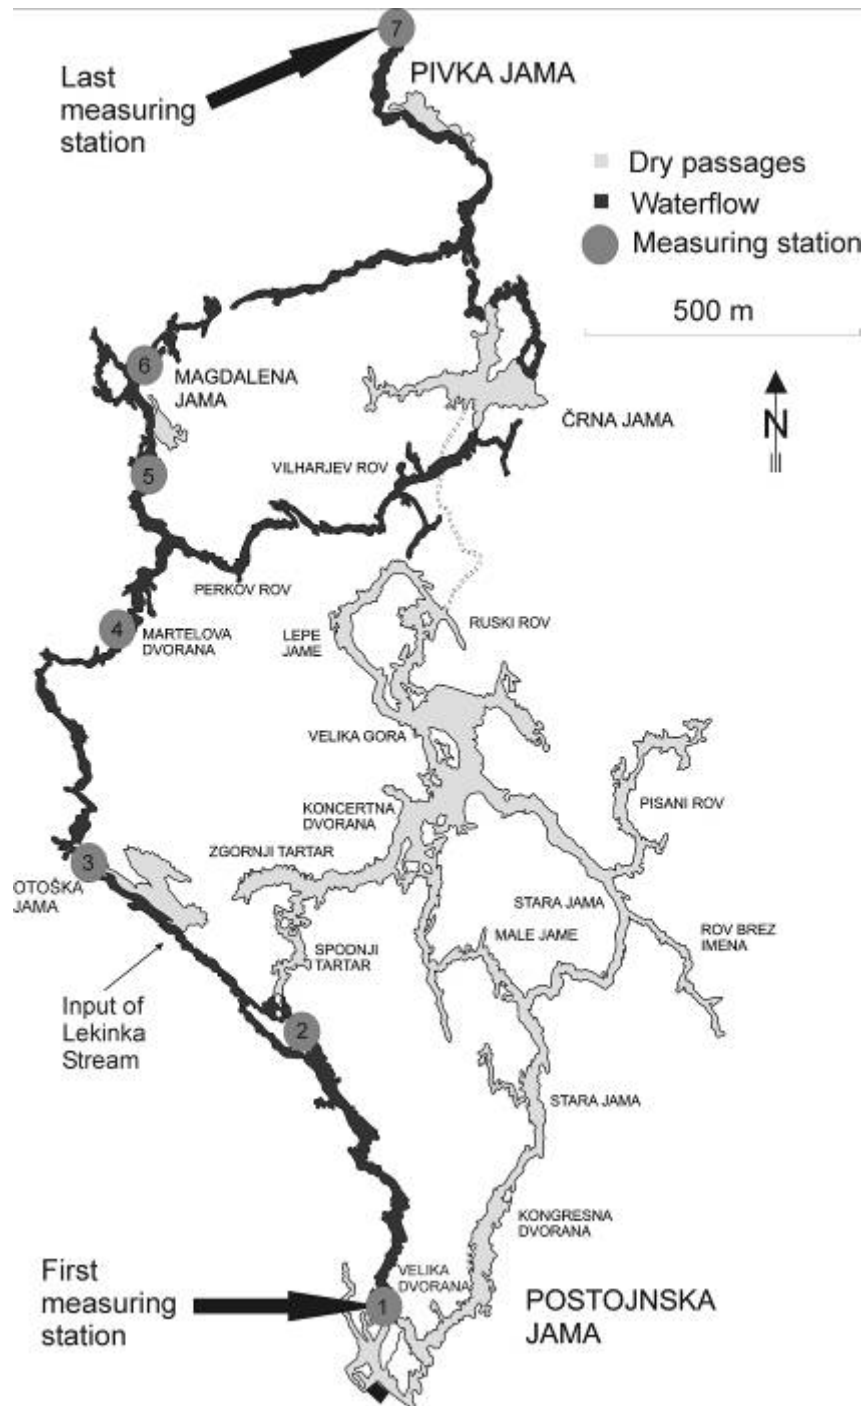 7
Last
measuring
station
PIVKA JAMA
Dry passages
Waterflow
Measuring station
500 m
N
6
MAGDALENA
JAMA
ČRNA JAMA
5
VILHARJEV ROV
PERKOV ROV
4
MARTELOVA
DVORANA
LEPE
JAME
RUSKI ROV
VELIKA GORA
KONCERTNA
DVORANA
PISANI ROV
ZGORNJI TARTAR
3
OTOŠKA
JAMA
STARA JAMA
MALE JAME
ROV BREZ
IMENA
SPODNJI
TARTAR
Input of
Lekinka
Stream
2
STARA JAMA
KONGRESNA
DVORANA
First
measuring
station
VELIKA
DVORANA
1
POSTOJNSKA
JAMA